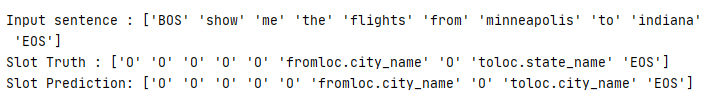 Input sentence : ['BOS' 'show' 'me' 'the' 'flights' 'from' 'minneapolis' 'to' 'indiana'
 'EOS']
Slot Truth : ['O' 'O' 'O' 'O' 'O' 'fromloc.city_name' 'O' 'toloc.state_name' 'EOS']
Slot Prediction: ['O' 'O' 'O' 'O' 'O' 'fromloc.city_name' 'O' 'toloc.city_name' 'EOS']